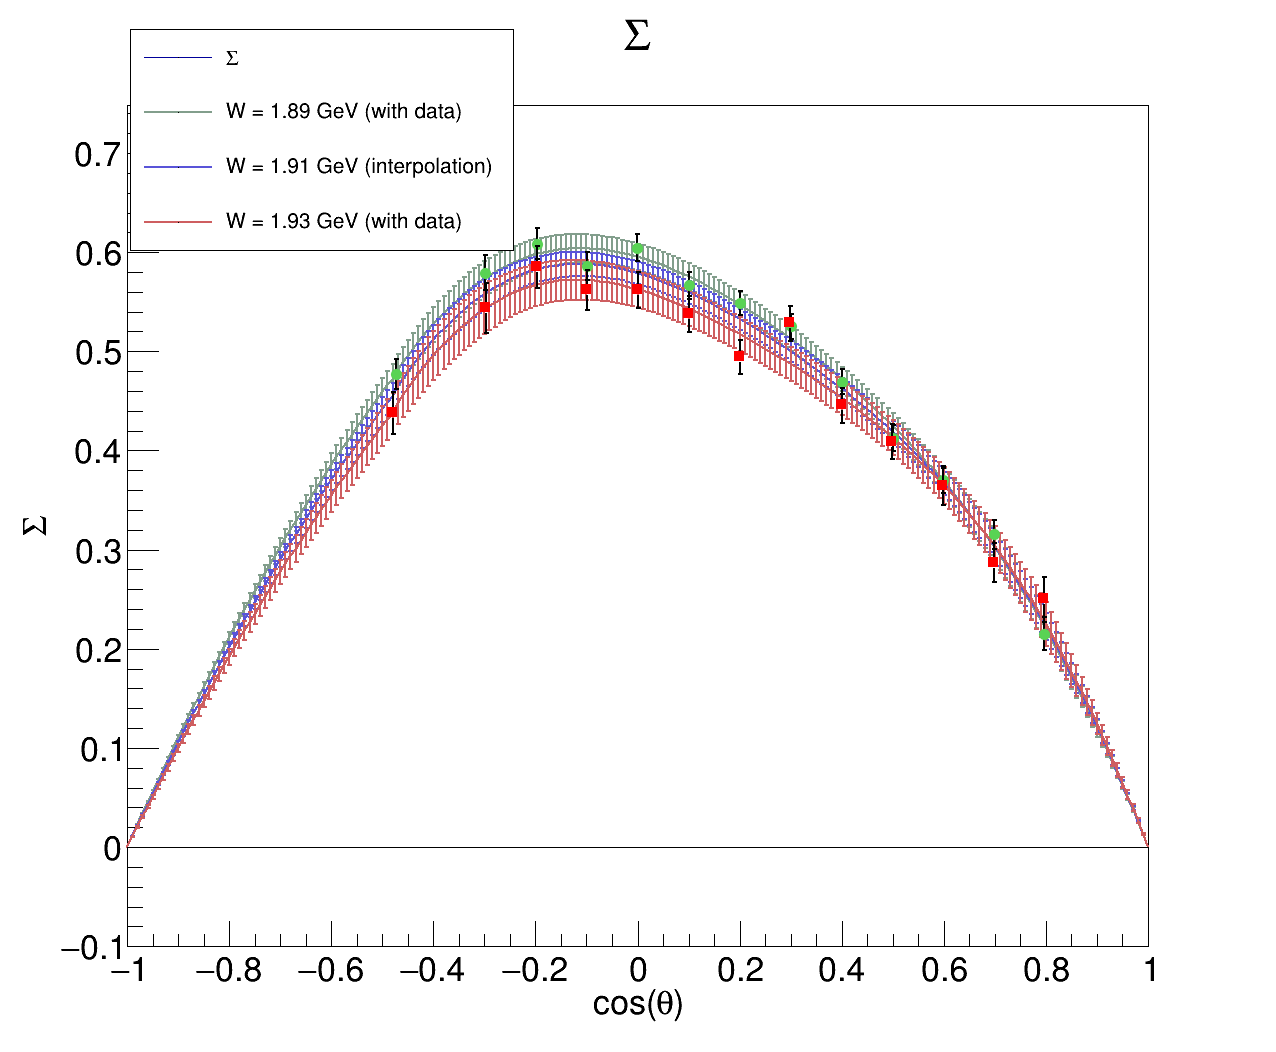 Σ
Σ
W = 1.89 GeV (with data)
W = 1.91 GeV (interpolation)
W = 1.93 GeV (with data)
0.7
0.6
0.5
0.4
0.3
0.2
0.1
0
−0.1
Σ
−1 −0.8 −0.6 −0.4 −0.2 0 0.2 0.4 0.6 0.8 1
cos(θ)